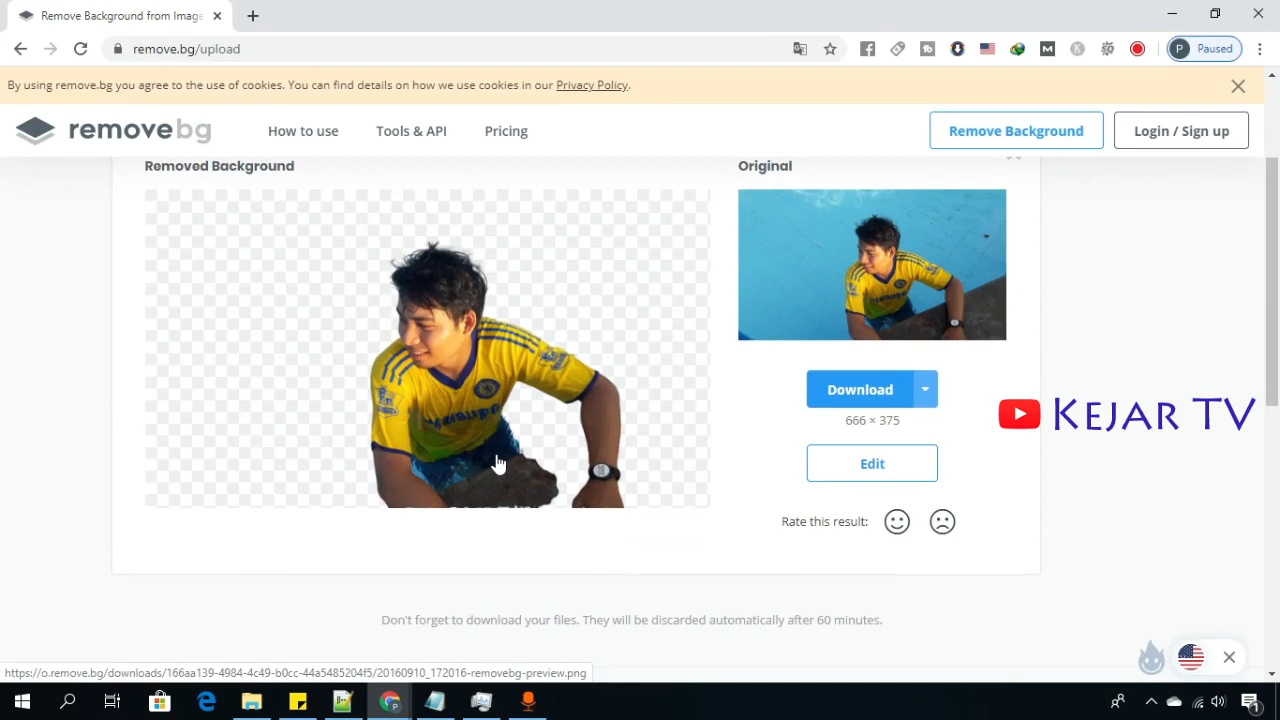 Remove Background from Image
remove.bg/upload
Paused
By using remove.bg you agree to the use of cookies. You can find details on how we use cookies in our Privacy Policy.
removebg
How to use
Tools & API
Pricing
Remove Background
Login / Sign up
Removed Background
Original
Download
666 × 375
KEJAR TV
Edit
Rate this result:
Don't forget to download your files. They will be discarded automatically after 60 minutes.
https://o.remove.bg/downloads/166aa139-4984-4c49-b0cc-44a5485204f5/20160910_172016-removebg-preview.png